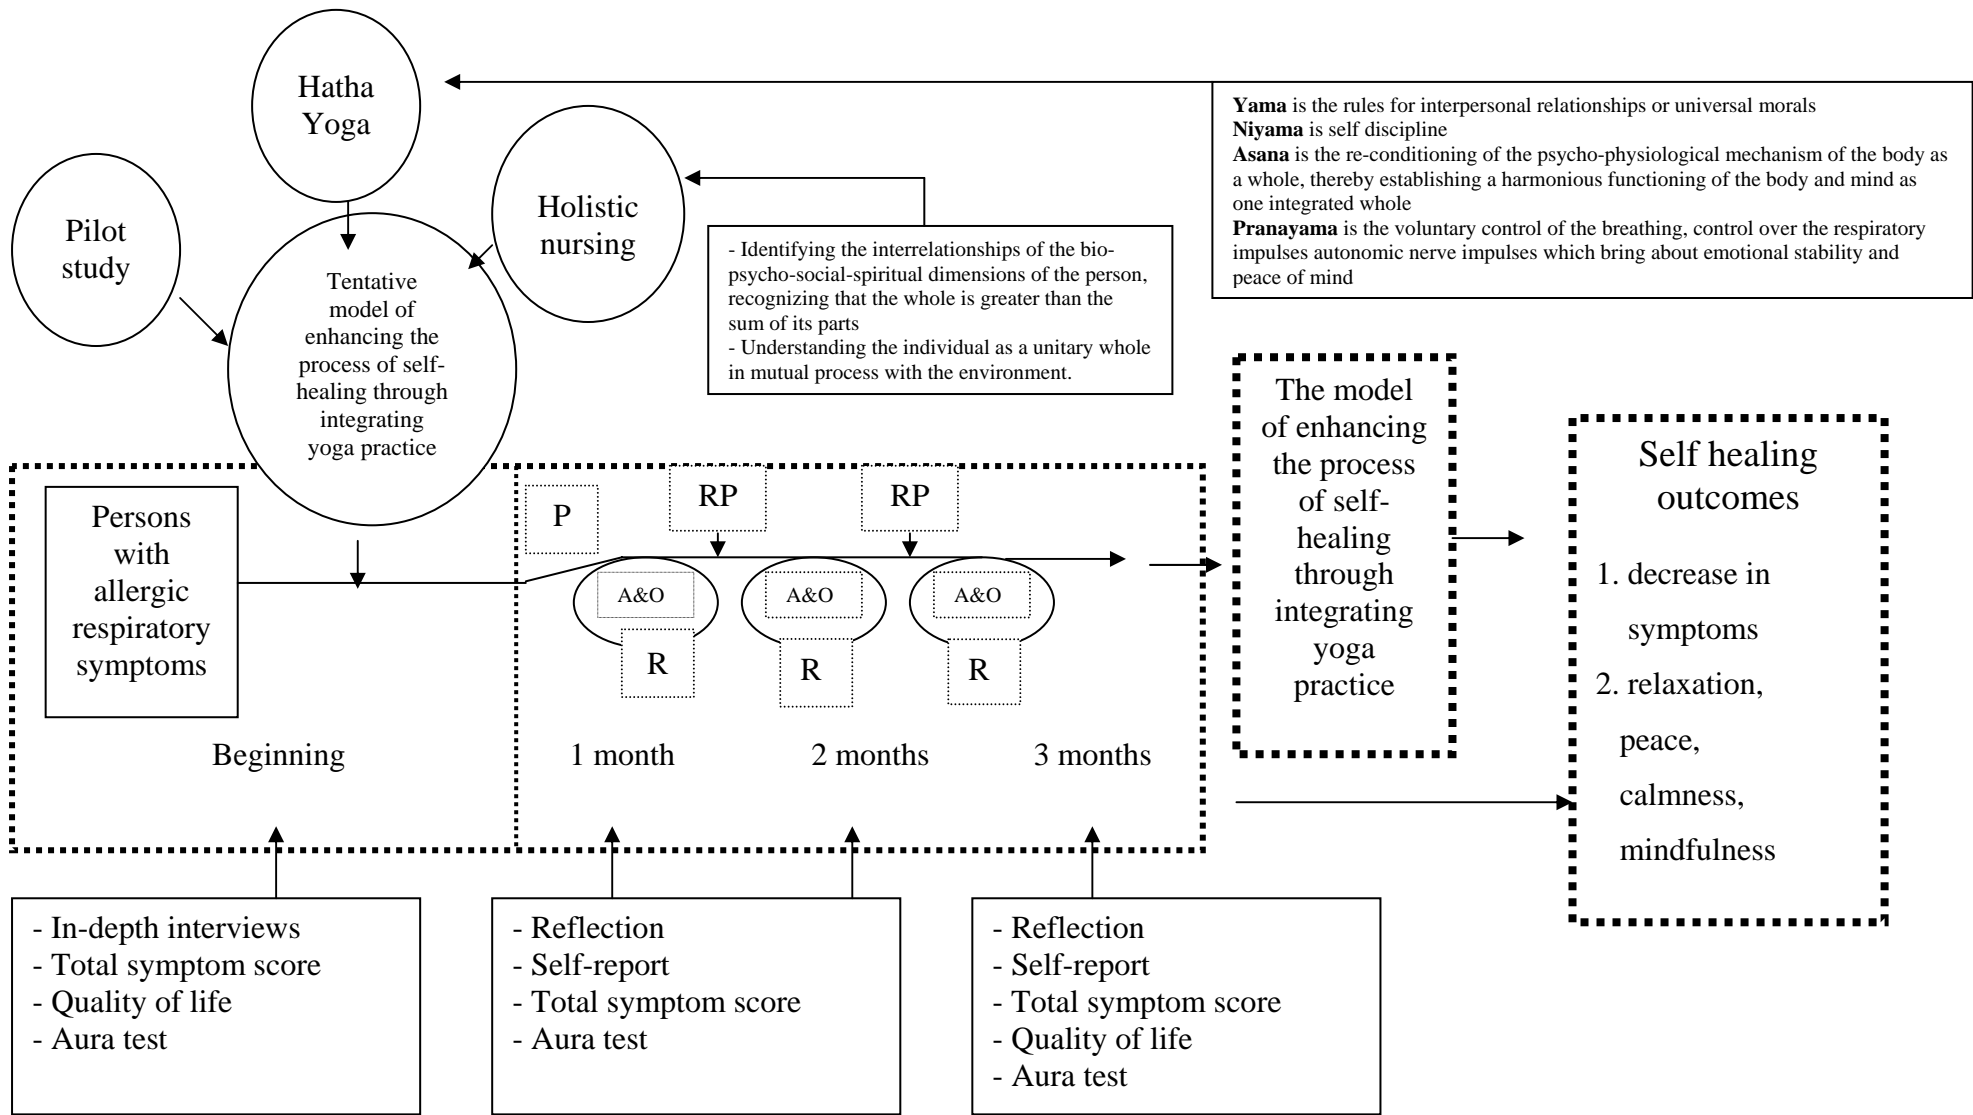 Hatha
Yoga
Pilot
study
Holistic
nursing
Tentative
model of
enhancing the
process of self-
healing through
integrating
yoga practice
Yama is the rules for interpersonal relationships or universal morals
Niyama is self discipline
Asana is the re-conditioning of the psycho-physiological mechanism of the body as
a whole, thereby establishing a harmonious functioning of the body and mind as
one integrated whole
Pranayama is the voluntary control of the breathing, control over the respiratory
impulses autonomic nerve impulses which bring about emotional stability and
peace of mind
- Identifying the interrelationships of the bio-
psycho-social-spiritual dimensions of the person,
recognizing that the whole is greater than the
sum of its parts
- Understanding the individual as a unitary whole
in mutual process with the environment.
Persons
with
allergic
respiratory
symptoms
P
RP
RP
A&O
A&O
A&O
R
R
R
Beginning
1 month
2 months
3 months
The model
of enhancing
the process
of self-
healing
through
integrating
yoga
practice
Self healing
outcomes
1. decrease in
symptoms
2. relaxation,
peace,
calmness,
mindfulness
- In-depth interviews
- Total symptom score
- Quality of life
- Aura test
- Reflection
- Self-report
- Total symptom score
- Aura test
- Reflection
- Self-report
- Total symptom score
- Quality of life
- Aura test